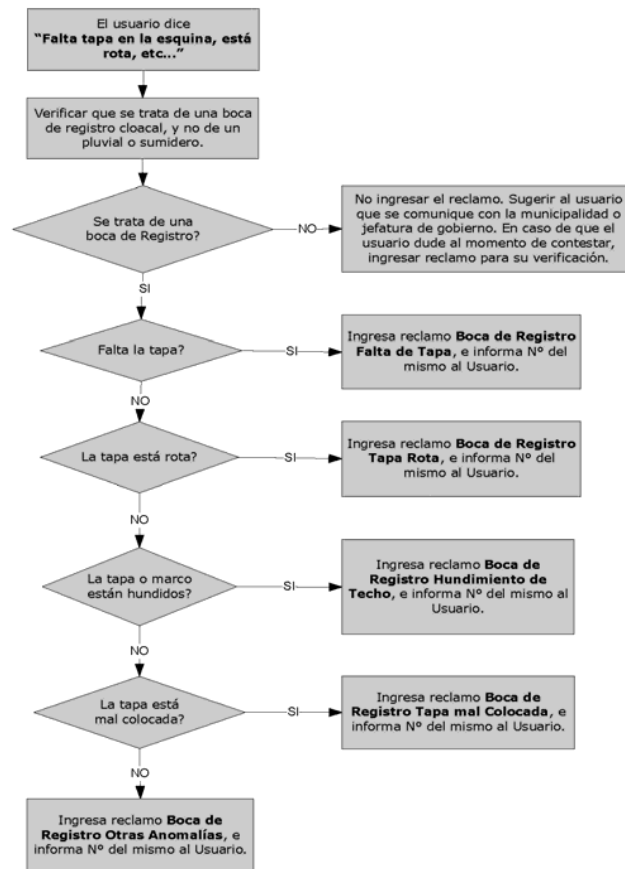 El usuario dice
“Falta tapa en la esquina, está
rota, etc...”
Verificar que se trata de una boca
de registro cloacal, y no de un
pluvial o sumidero.
Se trata de una
boca de Registro?
NO
No ingresar el reclamo. Sugerir al usuario
que se comunique con la municipalidad o
jefatura de gobierno. En caso de que el
usuario dude al momento de contestar,
ingresar reclamo para su verificación.
SI
Falta la tapa?
SI
Ingresa reclamo Boca de Registro
Falta de Tapa, e informa Nº del
mismo al Usuario.
NO
La tapa está rota?
SI
Ingresa reclamo Boca de Registro
Tapa Rota, e informa Nº del
mismo al Usuario.
NO
La tapa o marco
están hundidos?
SI
Ingresa reclamo Boca de
Registro Hundimiento de
Techo, e informa Nº del mismo al
Usuario.
NO
La tapa está
mal colocada?
SI
Ingresa reclamo Boca de
Registro Tapa mal Colocada, e
informa Nº del mismo al Usuario.
NO
Ingresa reclamo Boca de
Registro Otras Anomalías, e
informa Nº del mismo al Usuario.